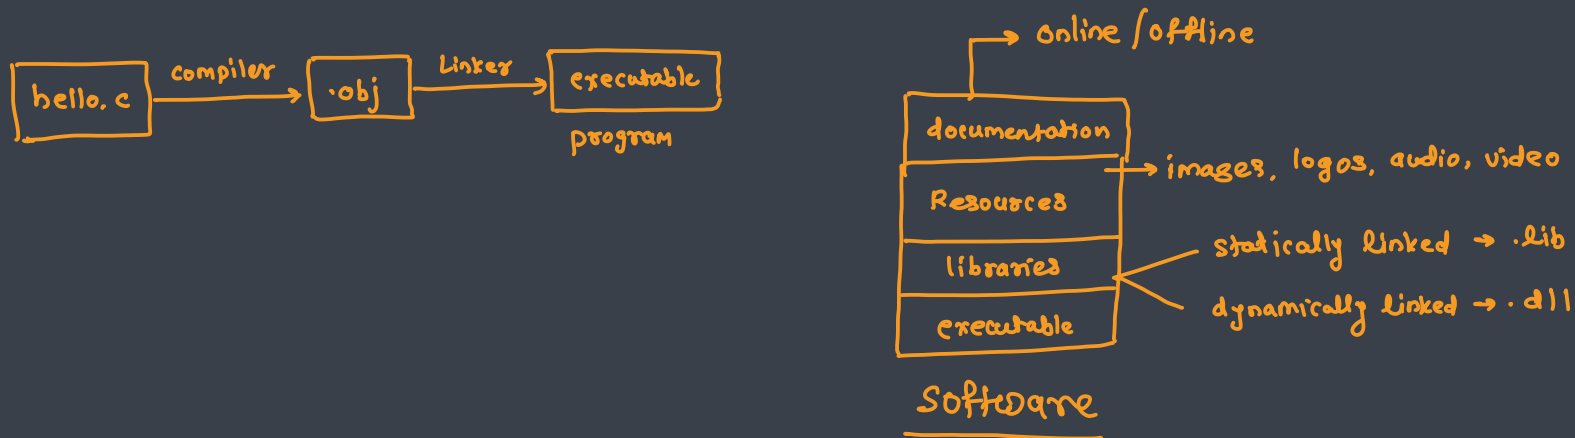 hello.c
compiler
.obj
Linker
executable
program
online/offline
documentation
Resources
images, logos, audio, video
libraries
statically linked → .lib
dynamically linked → .dll
executable
Software